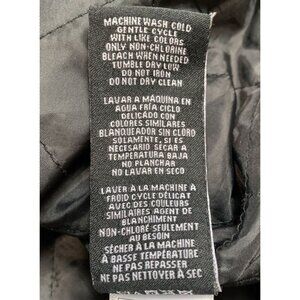 MACHINE WASH COLD
GENTLE CYCLE
WITH LIKE COLORS
ONLY NON-CHLORINE
BLEACH WHEN NEEDED
TUMBLE DRY LOW
DO NOT IRON
DO NOT DRY CLEAN
LAVAR A MÁQUINA EN
AGUA FRÍA CICLO
DELICADO CON
COLORES SIMILARES
BLANQUEADOR SIN CLORO
SOLAMENTE, SI ES
NECESARIO SECAR A
TEMPERATURA BAJA
NO PLANCHAR
NO LAVAR EN SECO
LAVER À LA MACHINE À
FROID CYCLE DÉLICAT
AVEC DES COULEURS
SIMILAIRES AGENT DE
BLANCHIMENT
NON-CHLORÉ SEULEMENT
AU BESOIN
SÉCHER À LA MACHINE
À BASSE TEMPÉRATURE
NE PAS REPASSER
NE PAS NETTOYER À SEC